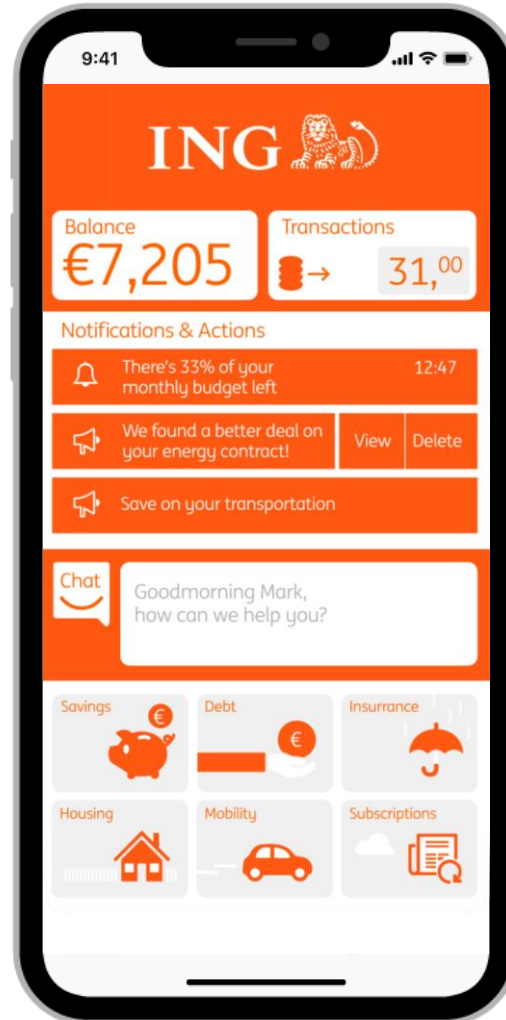 9:41
ING
Balance
€7,205
Transactions
31,00
Notifications & Actions
There's 33% of your
monthly budget left
12:47
We found a better deal on
your energy contract!
View
Delete
Save on your transportation
Chat
Goodmorning Mark,
how can we help you?
Savings
€
Debt
€
Insurrance
Housing
Mobility
Subscriptions